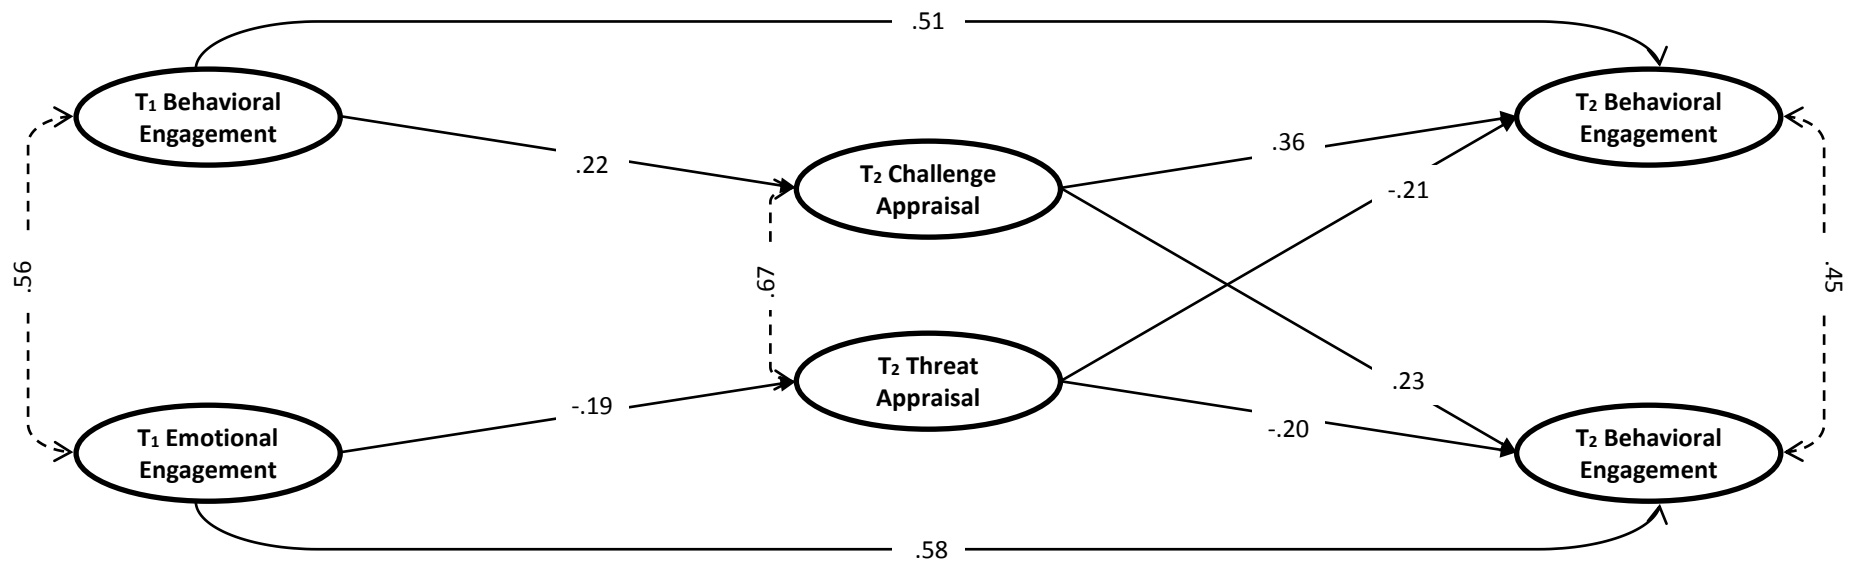 .51
T₁ Behavioral
Engagement
T₂ Behavioral
Engagement
.36
.22
T₂ Challenge
Appraisal
-.21
.56
.67
.45
T₂ Threat
Appraisal
.23
-.19
-.20
T₁ Emotional
Engagement
T₂ Behavioral
Engagement
.58